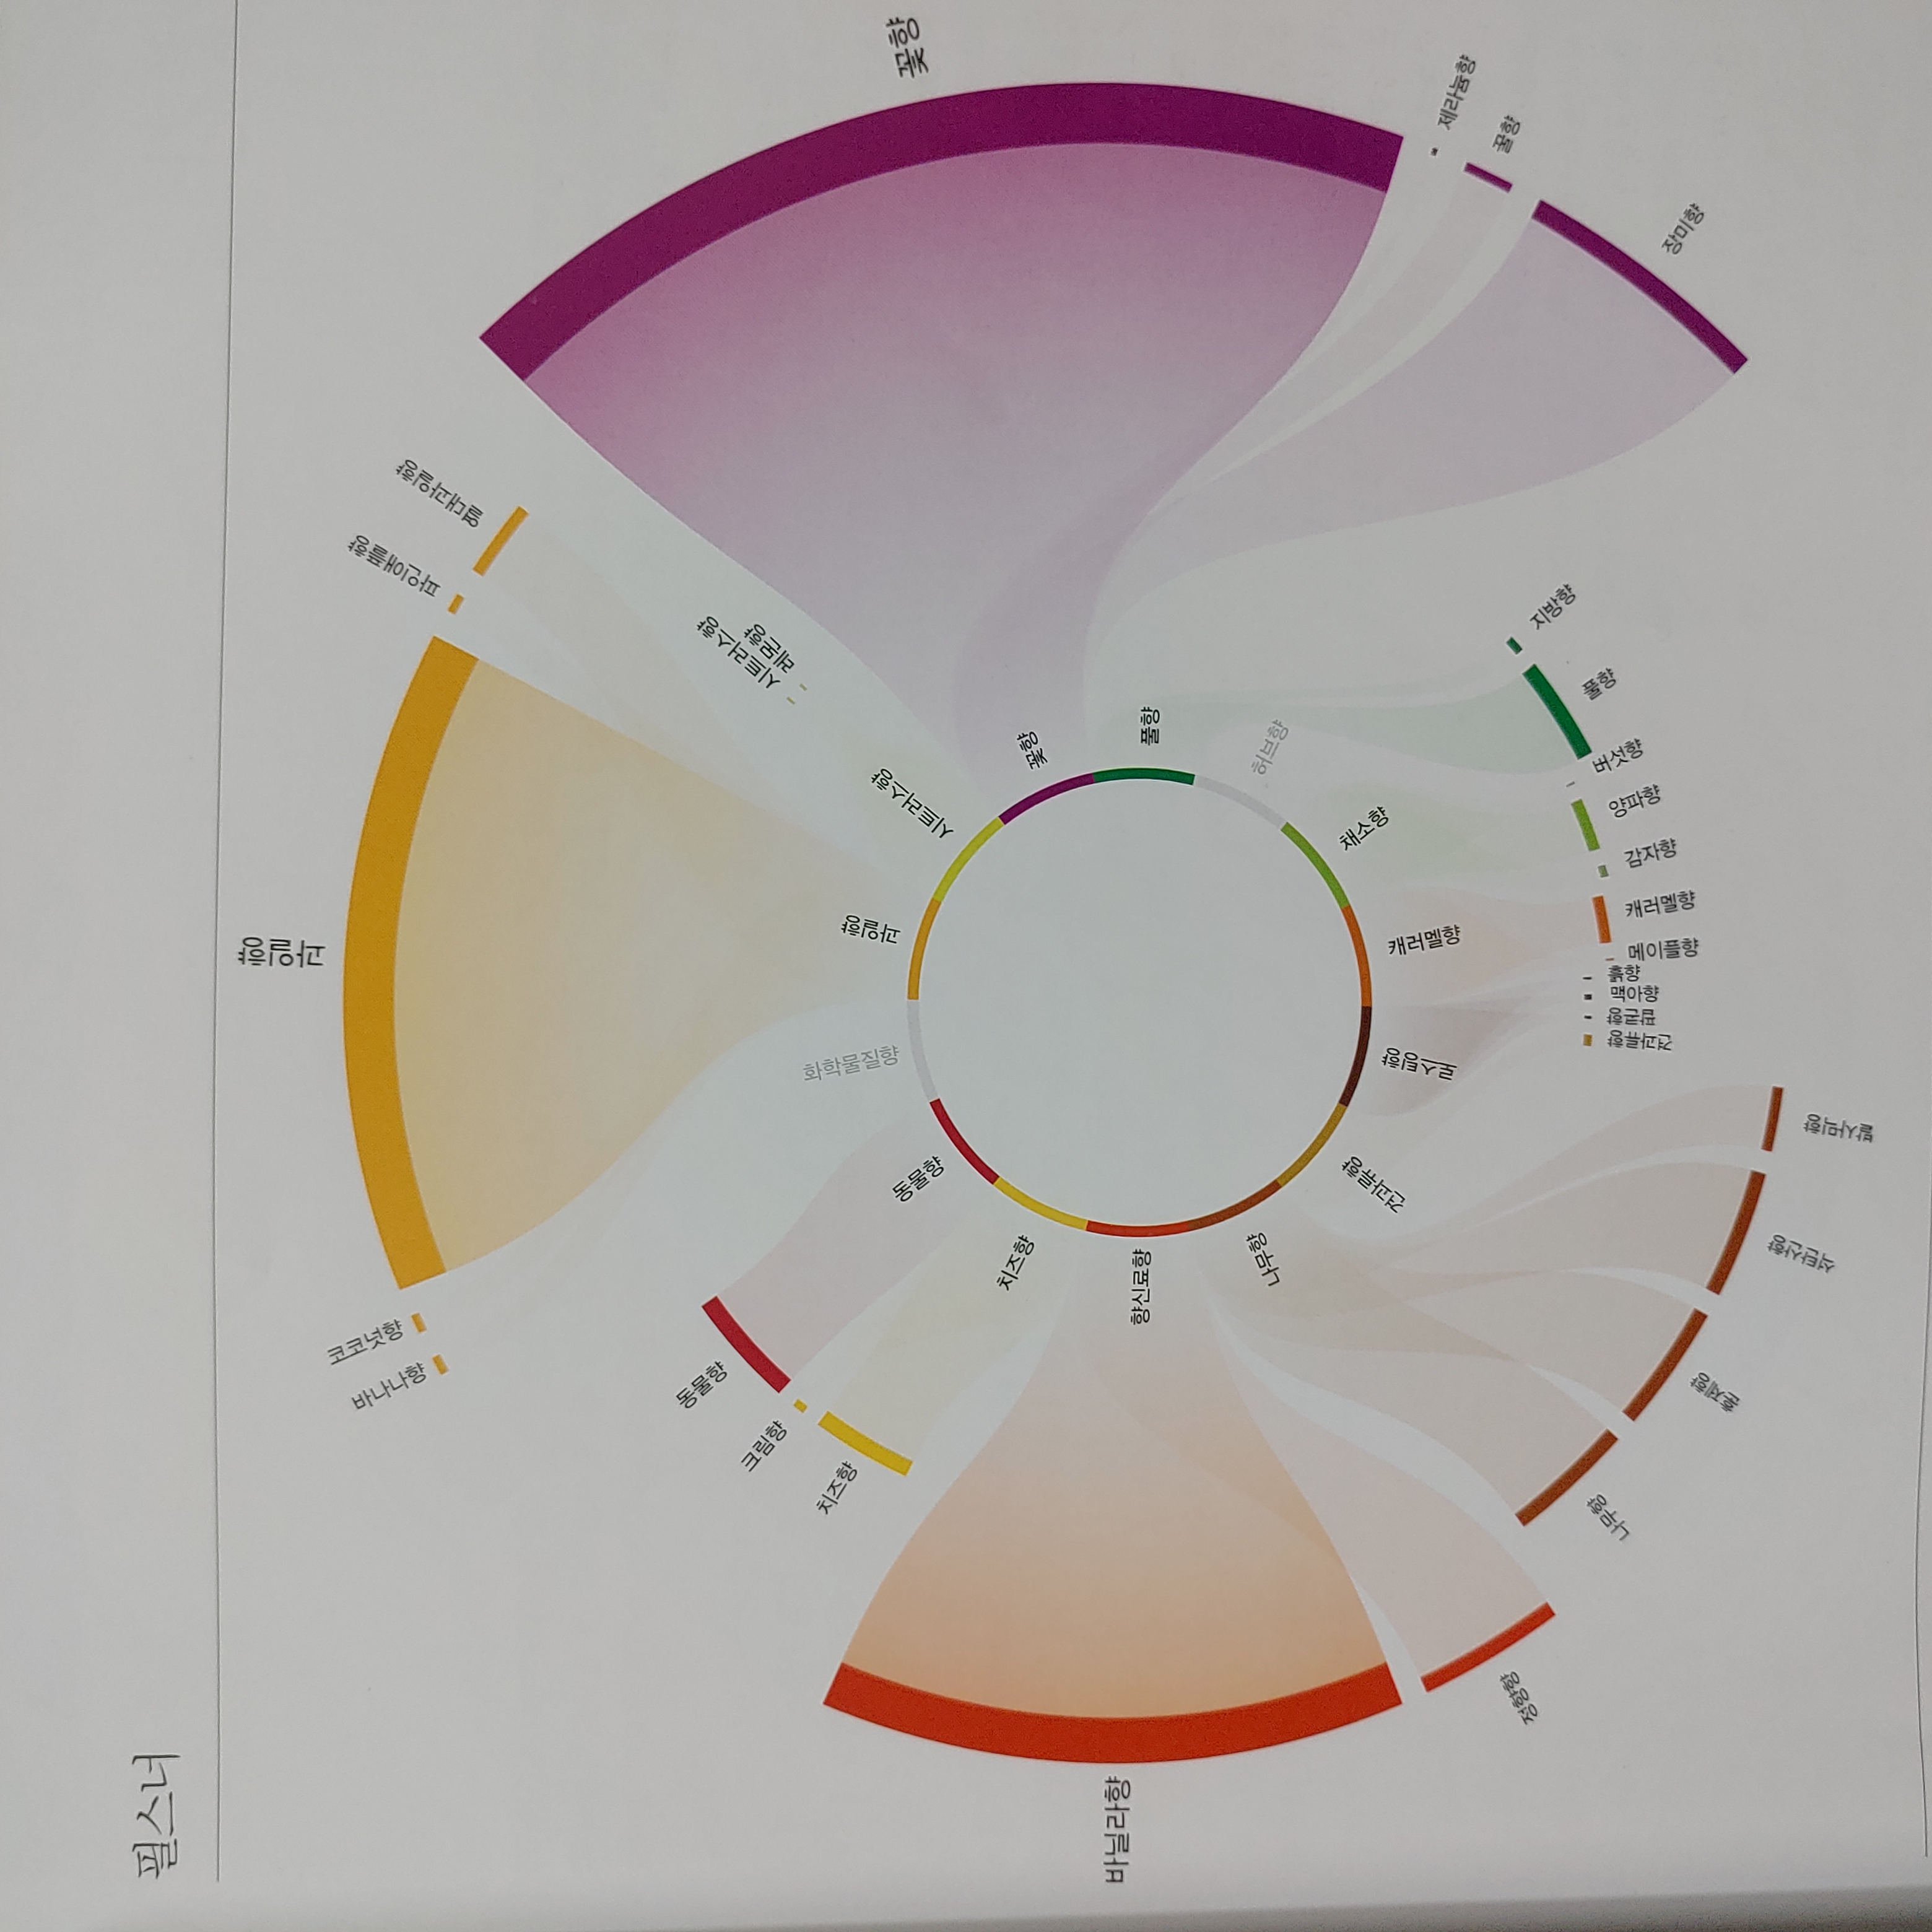 필스너
과일향
코코넛향
바나나향
파인애플향
열대과일향
동물향
크림향
치즈향
시트러스향
레몬향
꽃향
바닐라향
화학물질향
과일향
시트러스향
동물향
치즈향
꽃향
향신료향
풀향
나무향
허브향
견과류향
로스팅향
캐러멜향
채소향
제라늄향
꿀향
장미향
정향향
나무향
훈제향
석탄산향
발사믹향
견과류향
팝콘향
맥아향
흙향
메이플향
캐러멜향
감자향
양파향
버섯향
풀향
지방향